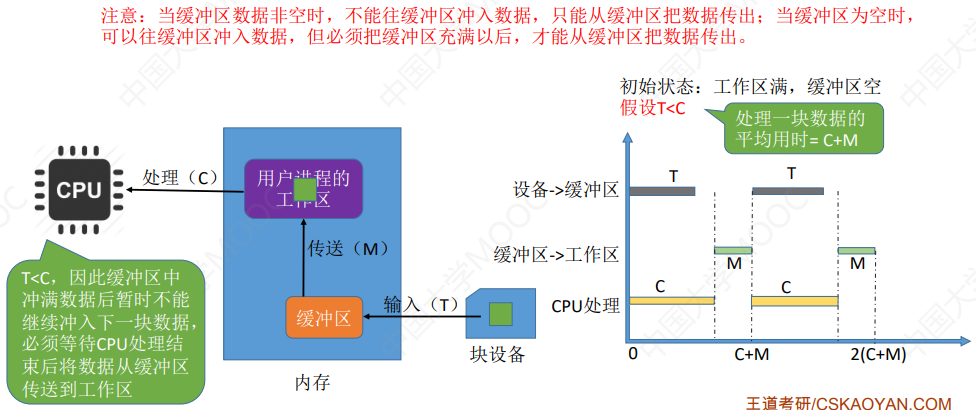 注意：当缓冲区数据非空时，不能往缓冲区冲入数据，只能从缓冲区把数据传出；当缓冲区为空时，
可以往缓冲区冲入数据，但必须把缓冲区充满以后，才能从缓冲区把数据传出。
初始状态：工作区满，缓冲区空
假设T<C
处理一块数据的
平均用时= C+M
CPU
处理（C）
用户进程的
工作区
传送（M）
缓冲区
输入（T）
块设备
内存
T<C，因此缓冲区中
冲满数据后暂时不能
继续冲入下一块数据，
必须等待CPU处理结
束后将数据从缓冲区
传送到工作区
设备->缓冲区
T
T
缓冲区->工作区
M
M
CPU处理
C
C
0
C+M
2(C+M)
王道考研/CSKAOYAN.COM
中国大学MOOC